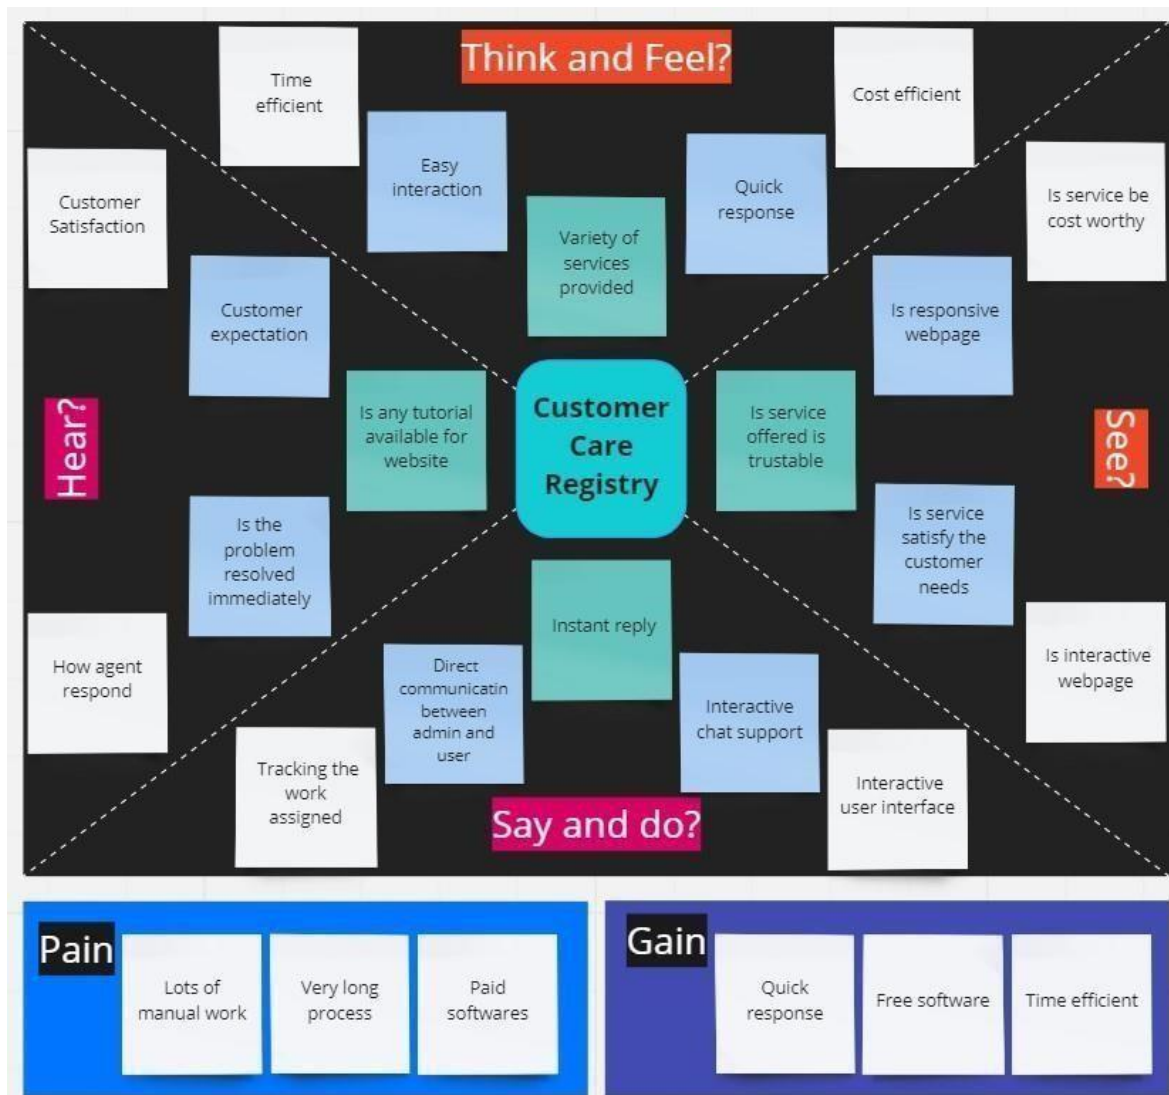 Think and Feel?
Time
efficient
Easy
interaction
Variety of
services
provided
Quick
response
Cost efficient
Hear?
Customer
Satisfaction
Customer
expectation
Is any tutorial
available for
website
Is the
problem
resolved
immediately
How agent
respond
Customer
Care
Registry
See?
Is service be
cost worthy
Is responsive
webpage
Is service
offered is
trustable
Is service
satisfy the
customer
needs
Is interactive
webpage
Instant reply
Direct
communicatin
between
admin and
user
Interactive
chat support
Tracking the
work
assigned
Interactive
user interface
Say and do?
Pain
Lots of
manual work
Very long
process
Paid
softwares
Gain
Quick
response
Free software
Time efficient